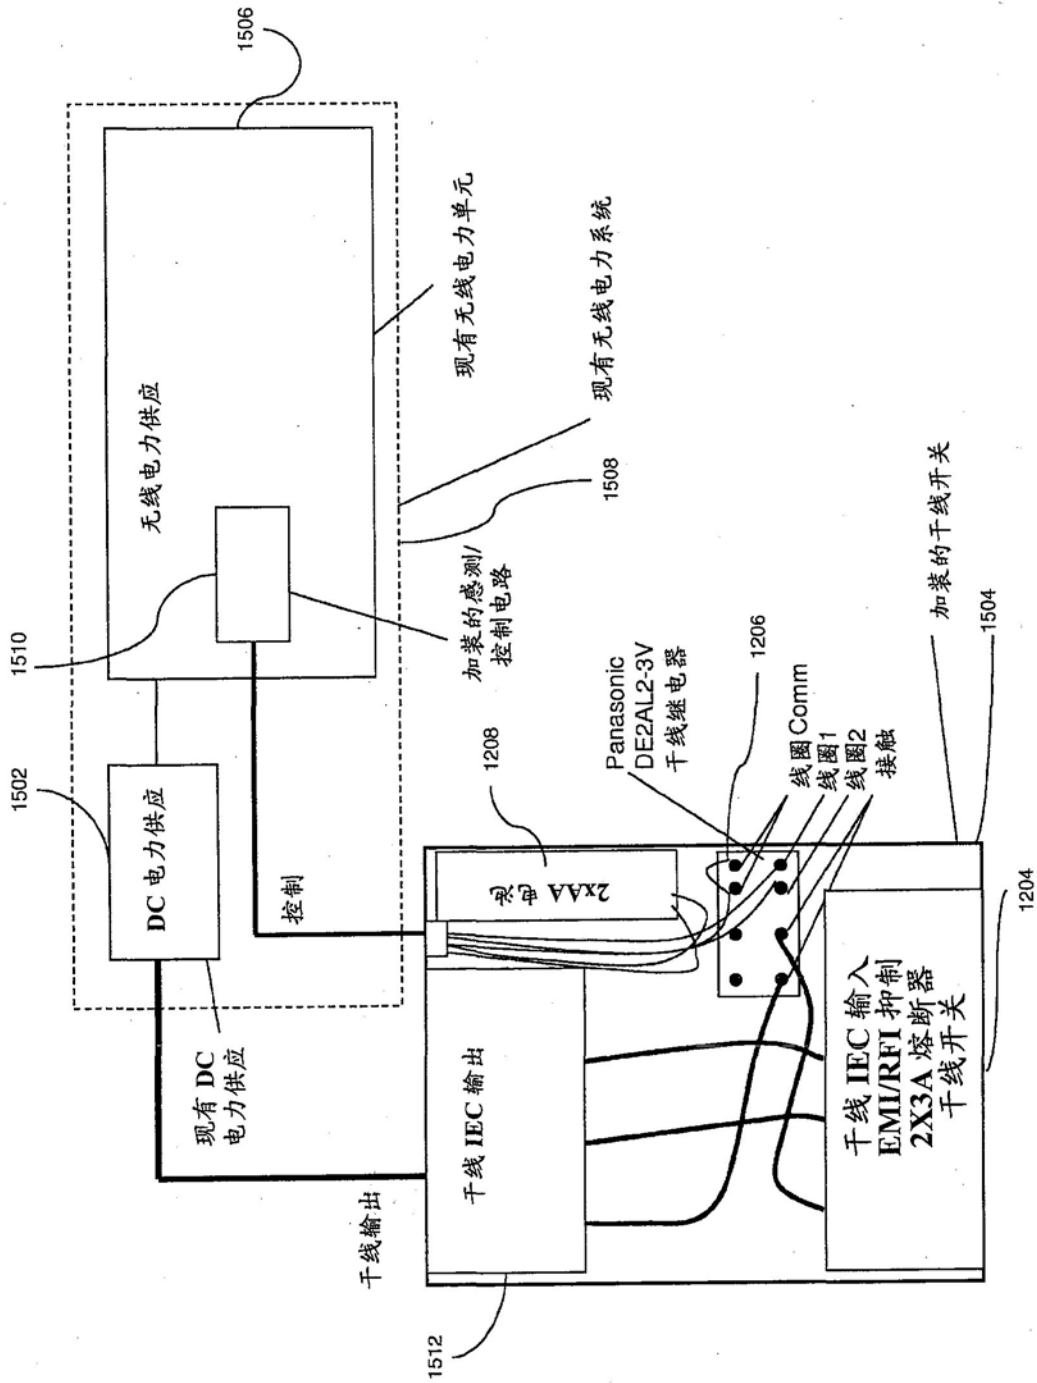 1506
1502
1510
无线电力供应
DC 电力供应
现有 DC
电力供应
控制
加装的感测/
控制电路
现有无线电力单元
现有无线电力系统
1508
干线输出
1512
干线 IEC 输出
2xAA 电池
1208
Panasonic
DE2AL2-3V
干线继电器
1206
线圈 Comm
线圈1
线圈2
接触
加装的干线开关
1504
干线 IEC 输入
EMI/RFI 抑制
2X3A 熔断器
干线开关
1204